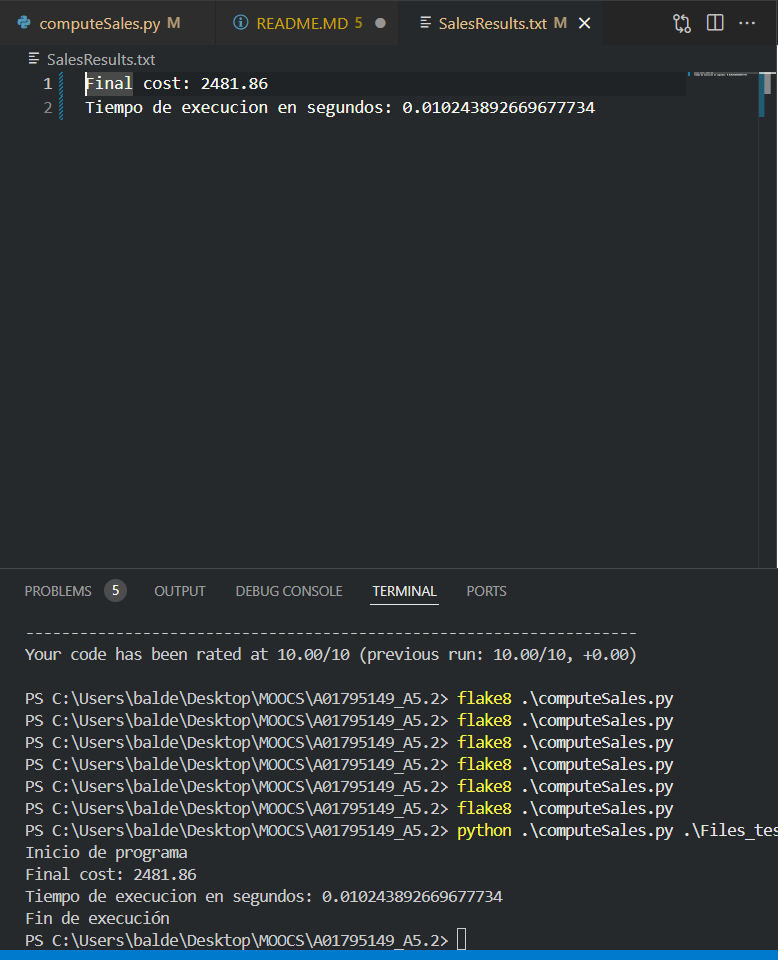 computeSales.py M README.MD 5 SalesResults.txt M
SalesResults.txt
1 Final cost: 2481.86
2 Tiempo de execucion en segundos: 0.010243892669677734
PROBLEMS 5 OUTPUT DEBUG CONSOLE TERMINAL PORTS
--------------------------------------------------------------------
Your code has been rated at 10.00/10 (previous run: 10.00/10, +0.00)
PS C:\Users\balde\Desktop\MOOCS\A01795149_A5.2> flake8 .\computeSales.py
PS C:\Users\balde\Desktop\MOOCS\A01795149_A5.2> flake8 .\computeSales.py
PS C:\Users\balde\Desktop\MOOCS\A01795149_A5.2> flake8 .\computeSales.py
PS C:\Users\balde\Desktop\MOOCS\A01795149_A5.2> flake8 .\computeSales.py
PS C:\Users\balde\Desktop\MOOCS\A01795149_A5.2> flake8 .\computeSales.py
PS C:\Users\balde\Desktop\MOOCS\A01795149_A5.2> flake8 .\computeSales.py
PS C:\Users\balde\Desktop\MOOCS\A01795149_A5.2> python .\computeSales.py .\Files_tes
Inicio de programa
Final cost: 2481.86
Tiempo de execucion en segundos: 0.010243892669677734
Fin de execución
PS C:\Users\balde\Desktop\MOOCS\A01795149_A5.2>